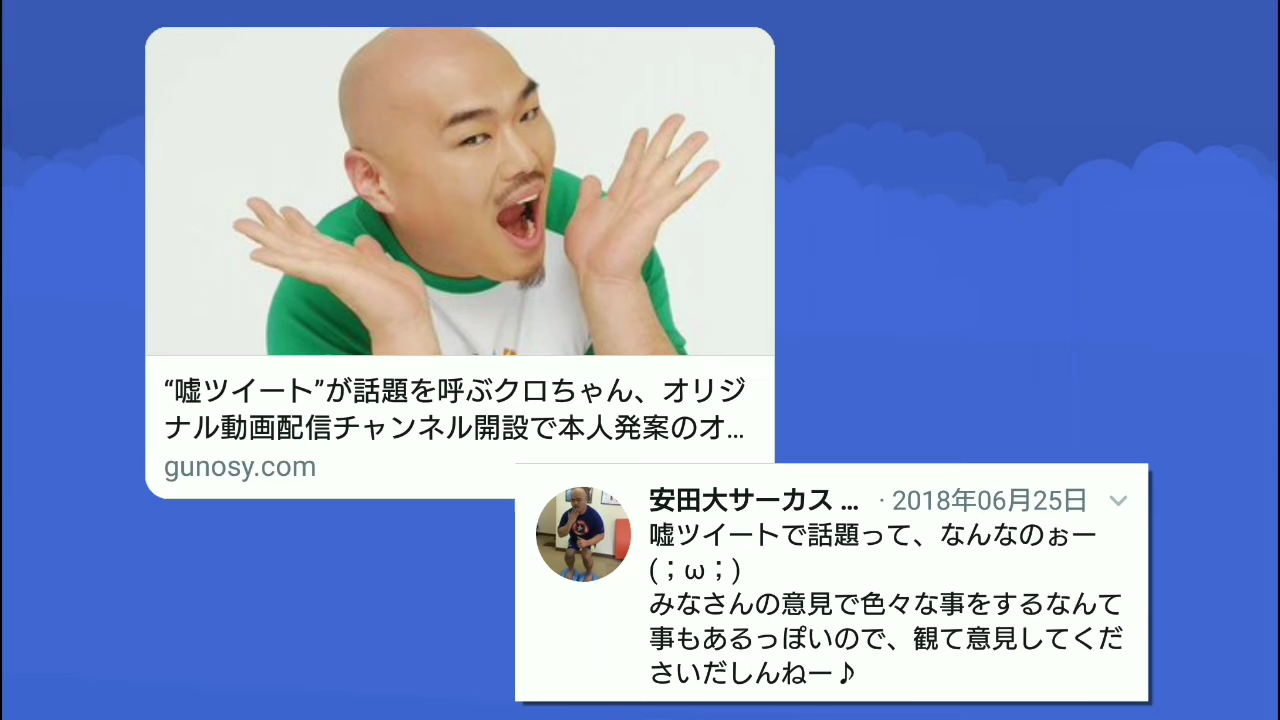 “嘘ツイート”が話題を呼ぶクロちゃん、オリジ
ナル動画配信チャンネル開設で本人発案のオ...
gunosy.com
安田大サーカス ... ・2018年06月25日
嘘ツイートで話題って、なんなのぉー
(；ω；)
みなさんの意見で色々な事をするなんて
事もあるっぽいので、観て意見してくだ
さいだしんねー♪